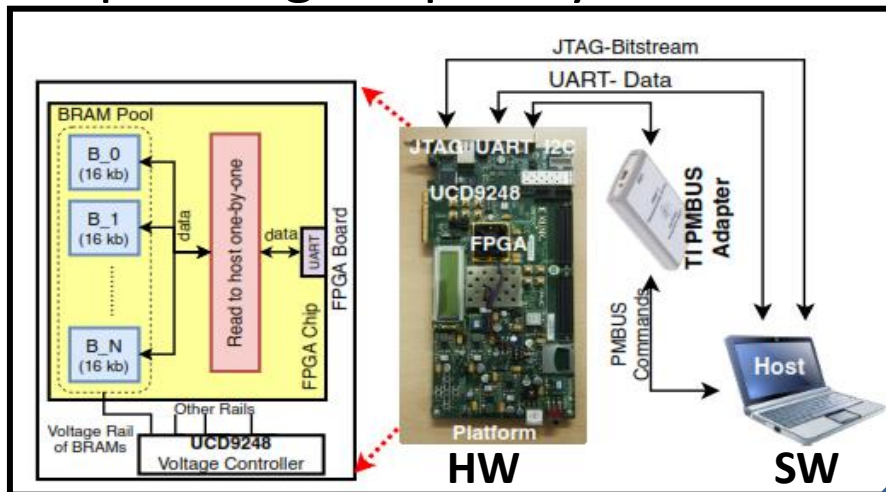 JTAG-Bitstream
UART- Data
BRAM Pool
B_0
(16 kb)
B_1
(16 kb)
B_N
(16 kb)
data
Read to host one-by-one
data
UART
FPGA Chip
FPGA Board
Voltage Rail
of BRAMs
Other Rails
UCD9248
Voltage Controller
JTAG UART I2C
UCD9248
FPGA
Platform
HW
TI PMBUS
Adapter
PMBUS
Commands
Host
SW